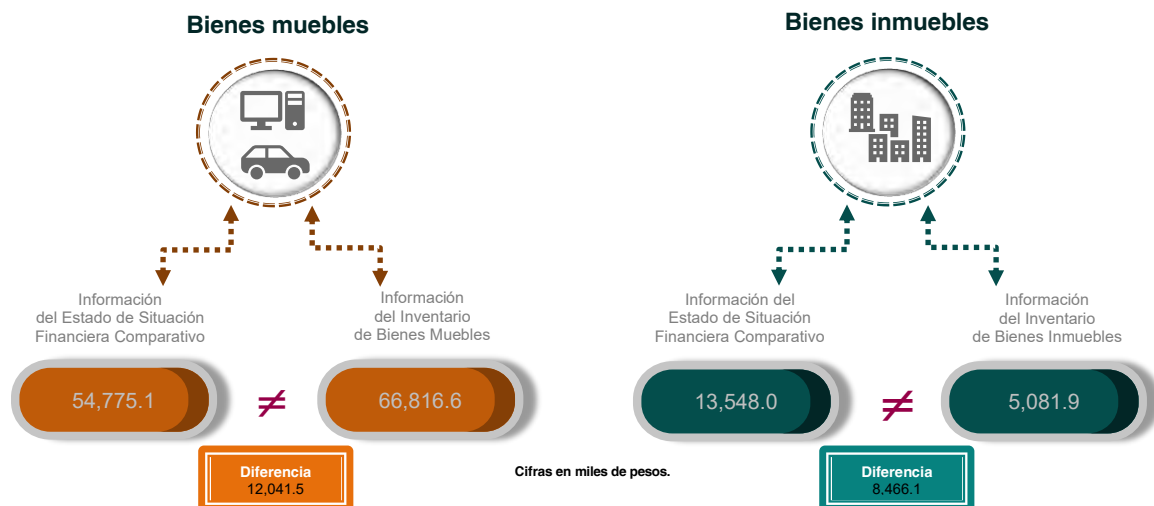 Bienes muebles
Información
del Estado de Situación
Financiera Comparativo
54,775.1
≠
Información
del Inventario
de Bienes Muebles
66,816.6
Diferencia
12,041.5
Cifras en miles de pesos.
Bienes inmuebles
Información del
Estado de Situación
Financiera Comparativo
13,548.0
≠
Información
del Inventario
de Bienes Inmuebles
5,081.9
Diferencia
8,466.1